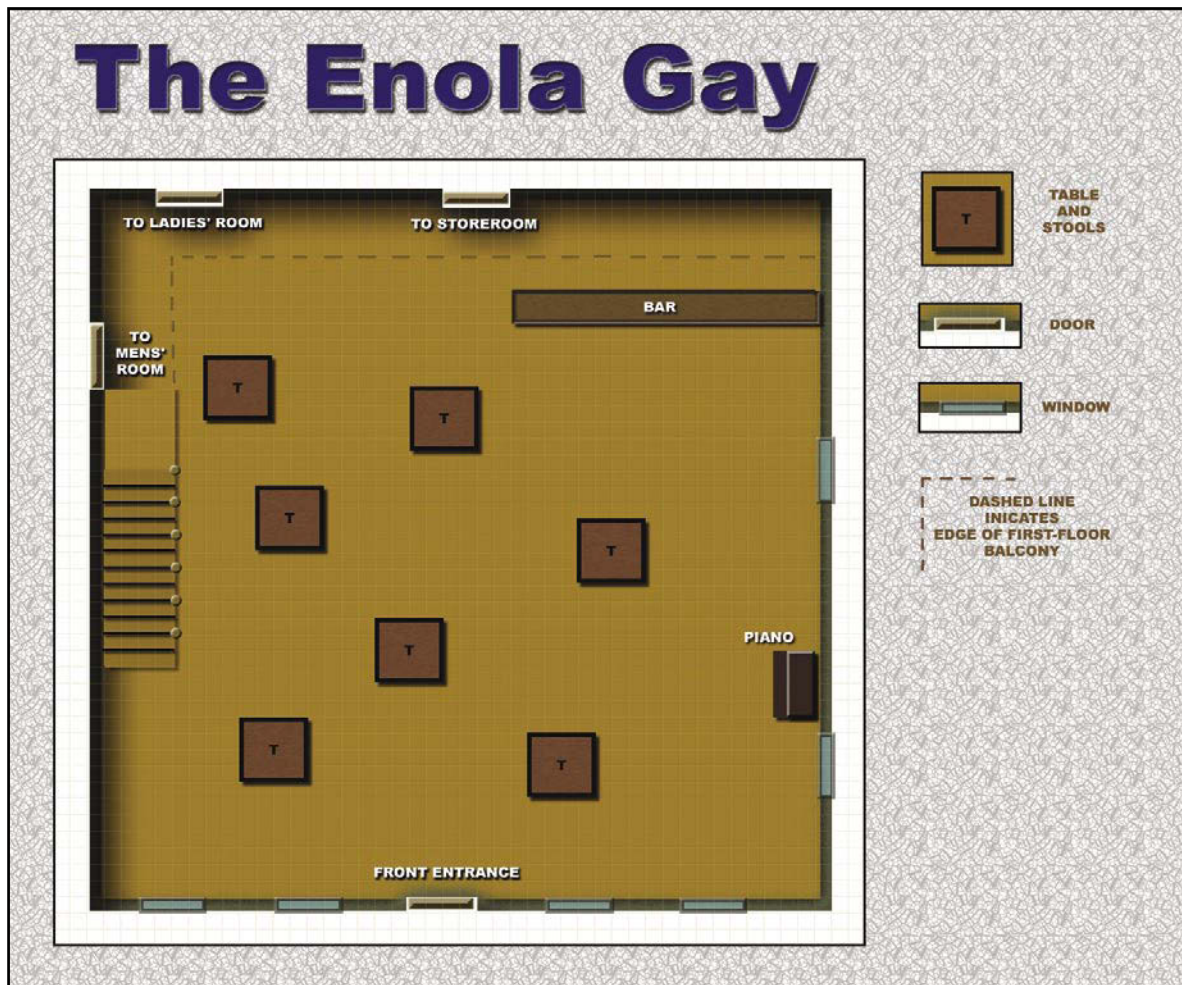 The Enola Gay
TO LADIES' ROOM
TO STOREROOM
BAR
TO
MENS'
ROOM
T
T
T
T
T
PIANO
T
T
FRONT ENTRANCE
T
TABLE
AND
STOOLS
DOOR
WINDOW
DASHED LINE
INICATES
EDGE OF FIRST-FLOOR
BALCONY